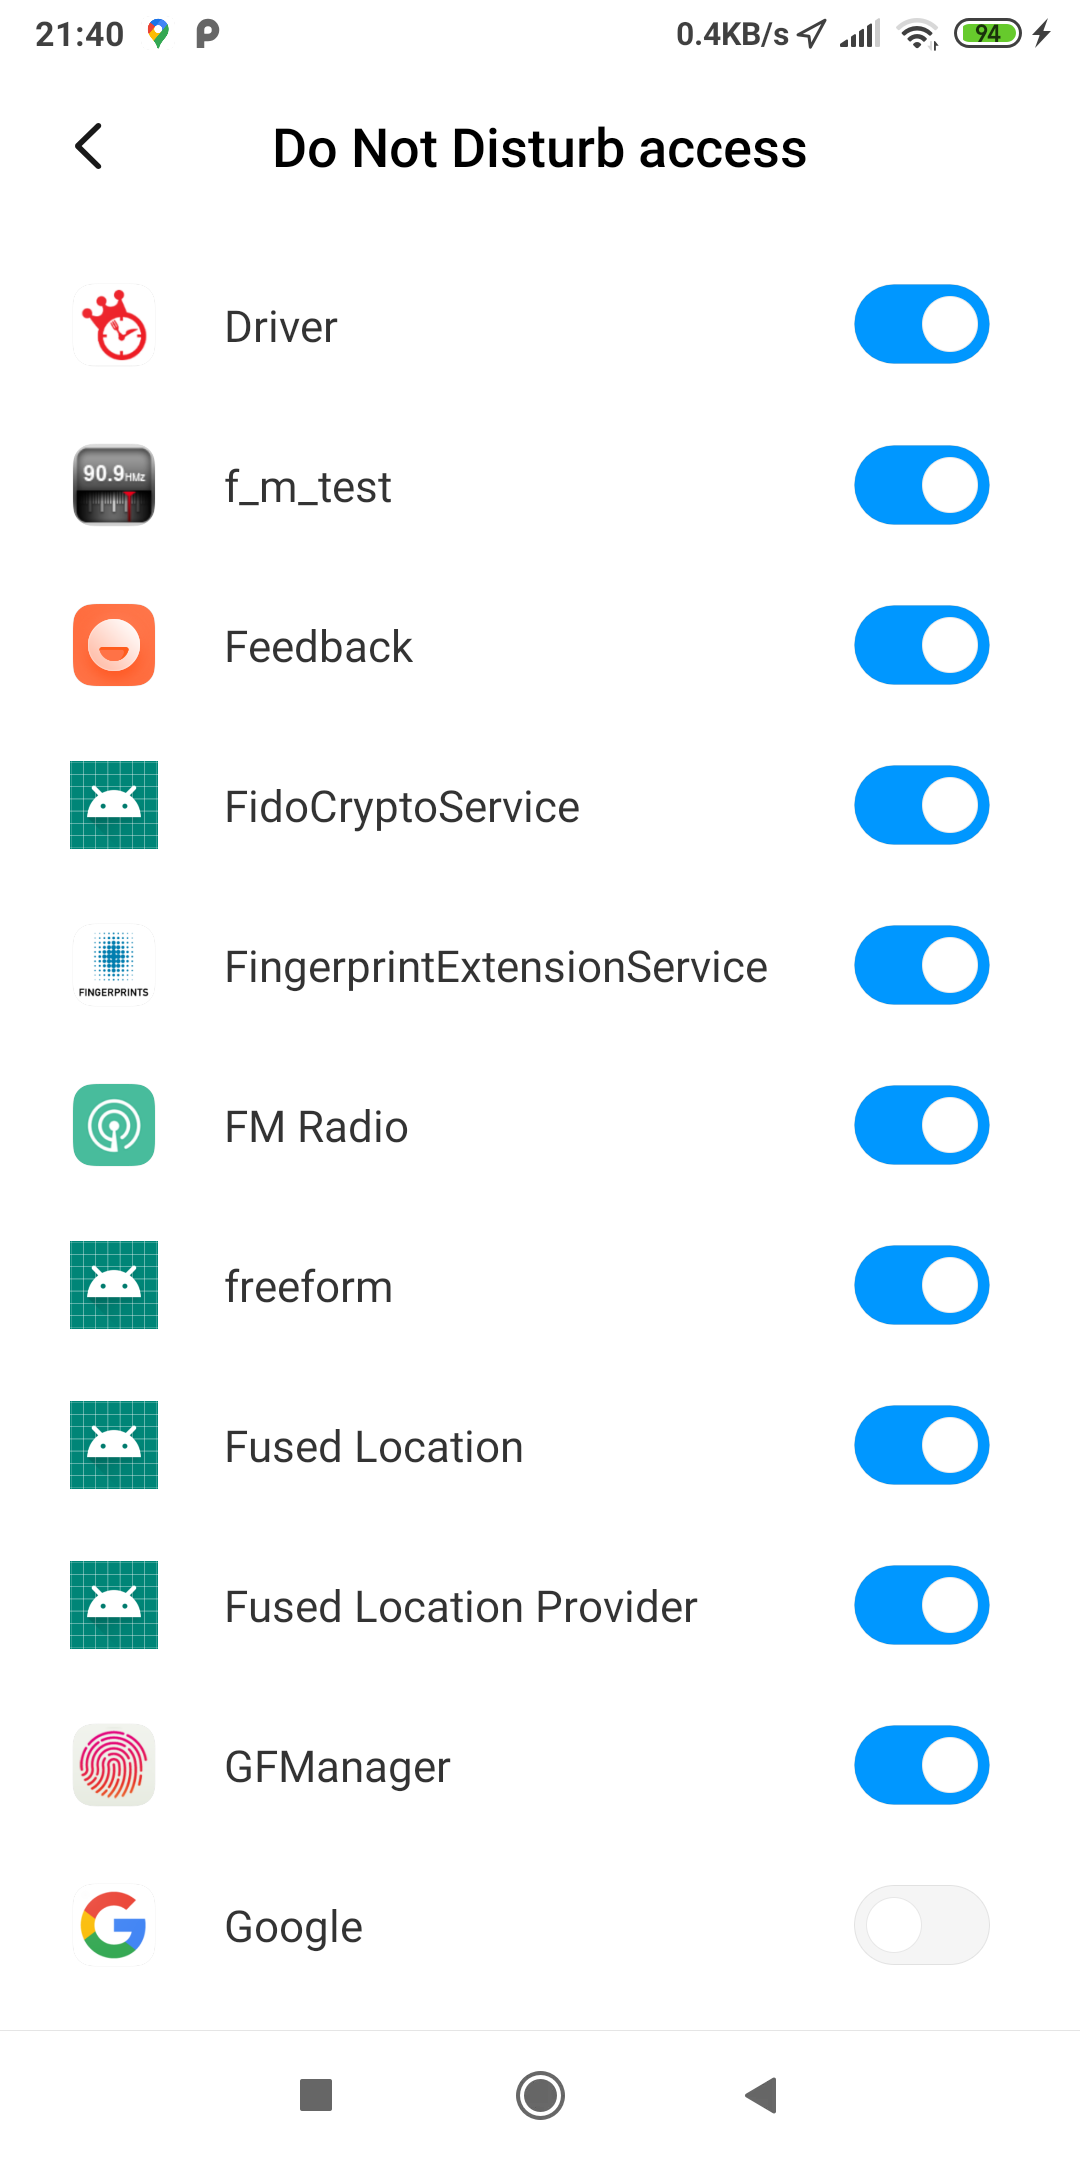 21:40
0.4KB/s
94
Do Not Disturb access
Driver
90.9HMz
f_m_test
Feedback
FidoCryptoService
FINGERPRINTS
FingerprintExtensionService
FM Radio
freeform
Fused Location
Fused Location Provider
GFManager
Google